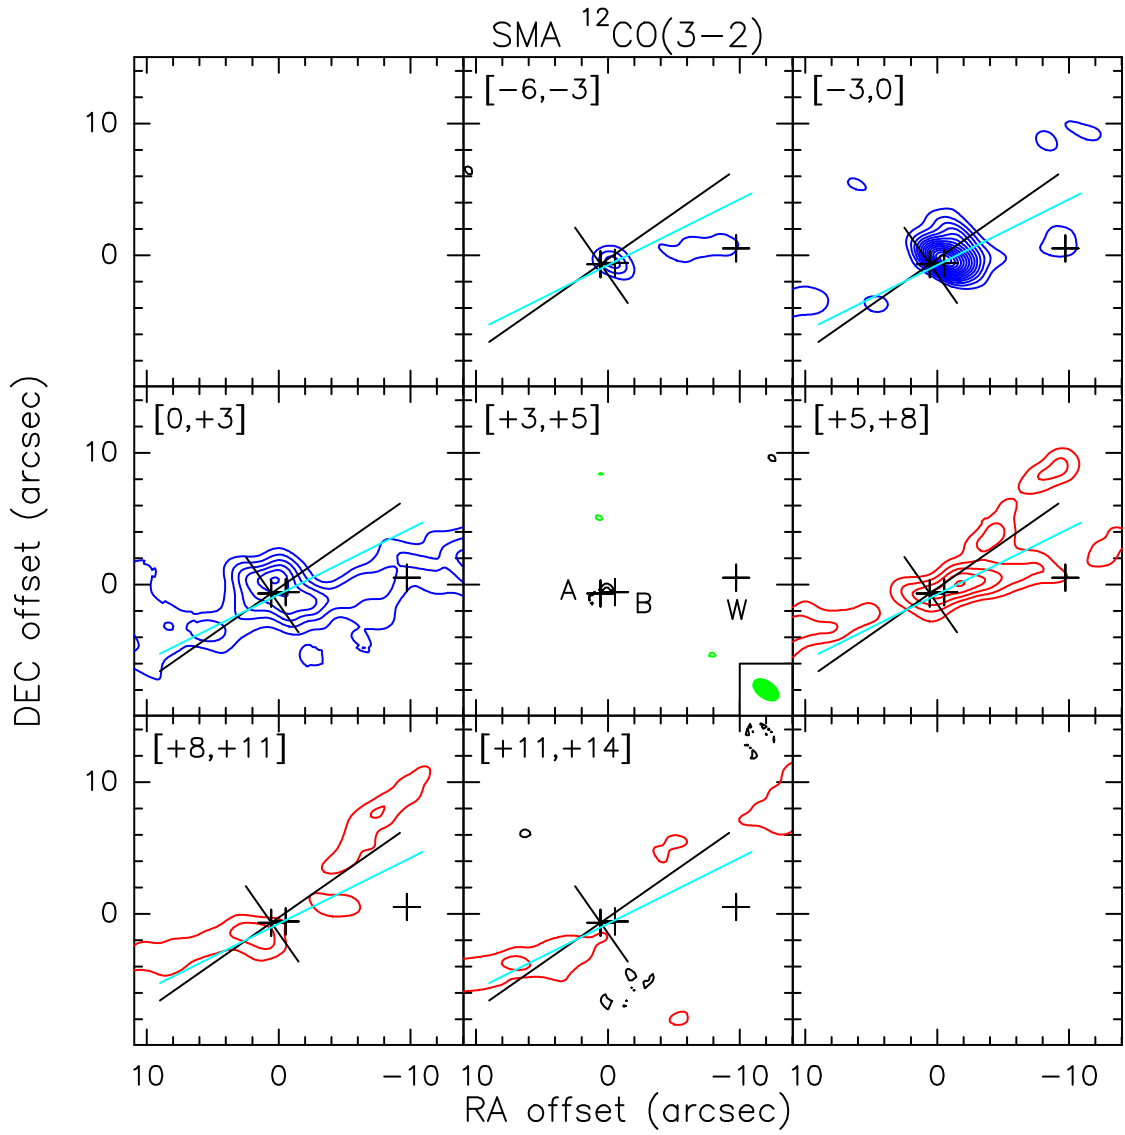 SMA ¹²CO(3−2)
[−6,−3]
[−3,0]
10
0
[0,+3]
[+3,+5]
[+5,+8]
10
0
A
B
W
[+8,+11]
[+11,+14]
10
0
10 0 −10 10 0 −10 10 0 −10
RA offset (arcsec)
DEC offset (arcsec)